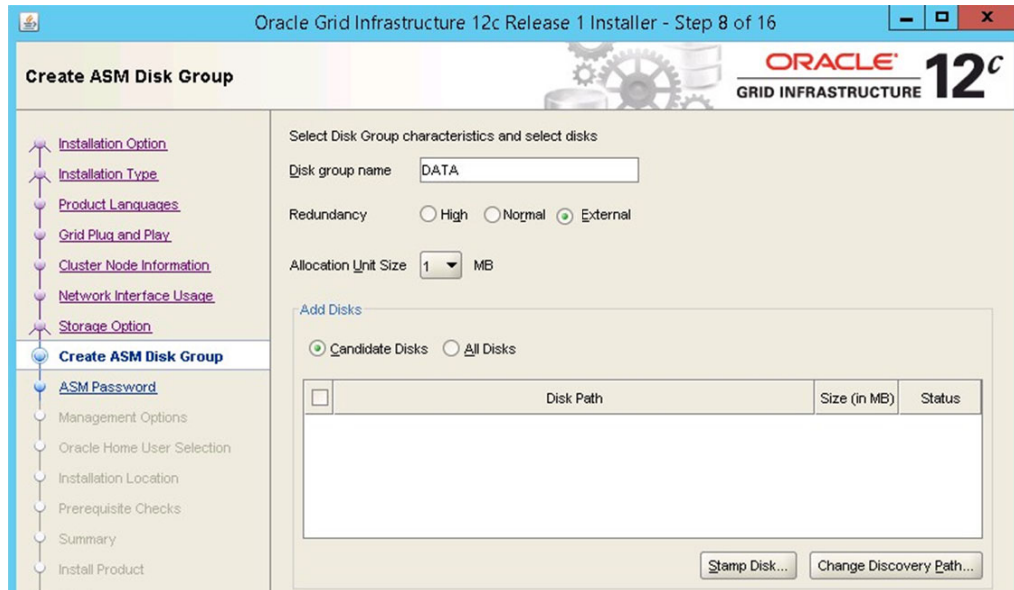 Oracle Grid Infrastructure 12c Release 1 Installer - Step 8 of 16
Create ASM Disk Group
ORACLE
GRID INFRASTRUCTURE 12c
Installation Option
Installation Type
Product Languages
Grid Plug and Play
Cluster Node Information
Network Interface Usage
Storage Option
Create ASM Disk Group
ASM Password
Management Options
Oracle Home User Selection
Installation Location
Prerequisite Checks
Summary
Install Product
Select Disk Group characteristics and select disks
Disk group name DATA
Redundancy High Normal External
Allocation Unit Size 1 MB
Add Disks
Candidate Disks All Disks
Disk Path Size (in MB) Status
Stamp Disk... Change Discovery Path...